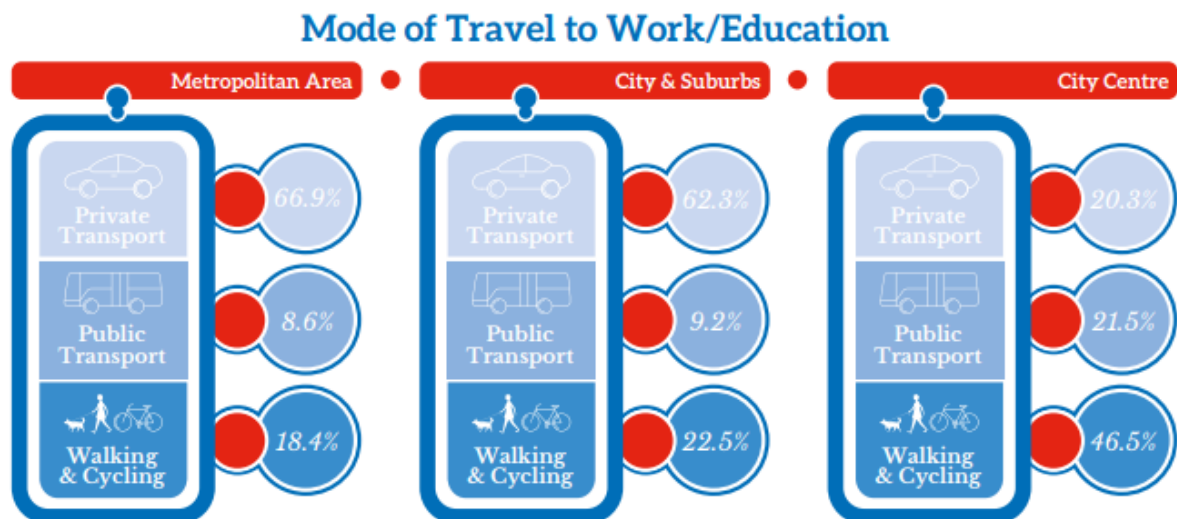 Mode of Travel to Work/Education
Metropolitan Area
Private
Transport
66.9%
Public
Transport
8.6%
Walking
& Cycling
18.4%
City & Suburbs
Private
Transport
62.3%
Public
Transport
9.2%
Walking
& Cycling
22.5%
City Centre
Private
Transport
20.3%
Public
Transport
21.5%
Walking
& Cycling
46.5%